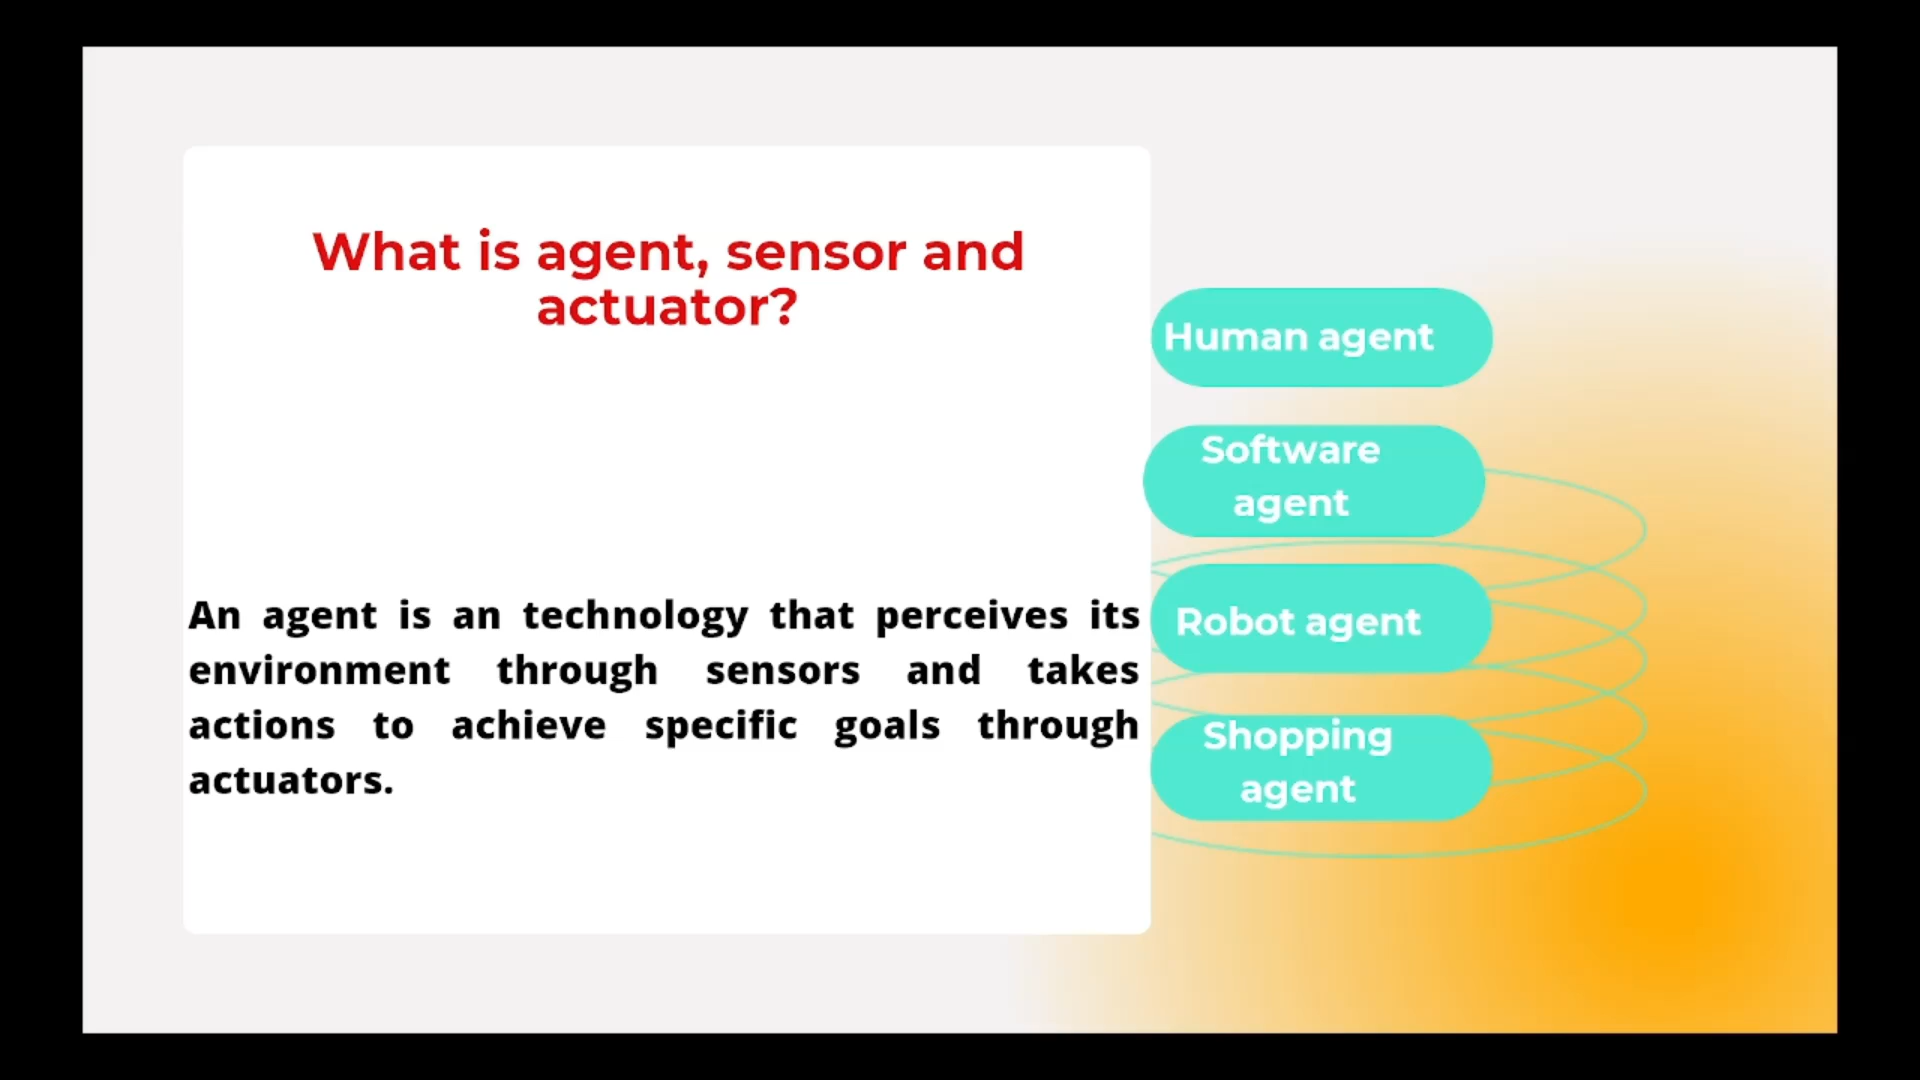 What is agent, sensor and
actuator?
An agent is an technology that perceives its
environment through sensors and takes
actions to achieve specific goals through
actuators.
Human agent
Software
agent
Robot agent
Shopping
agent